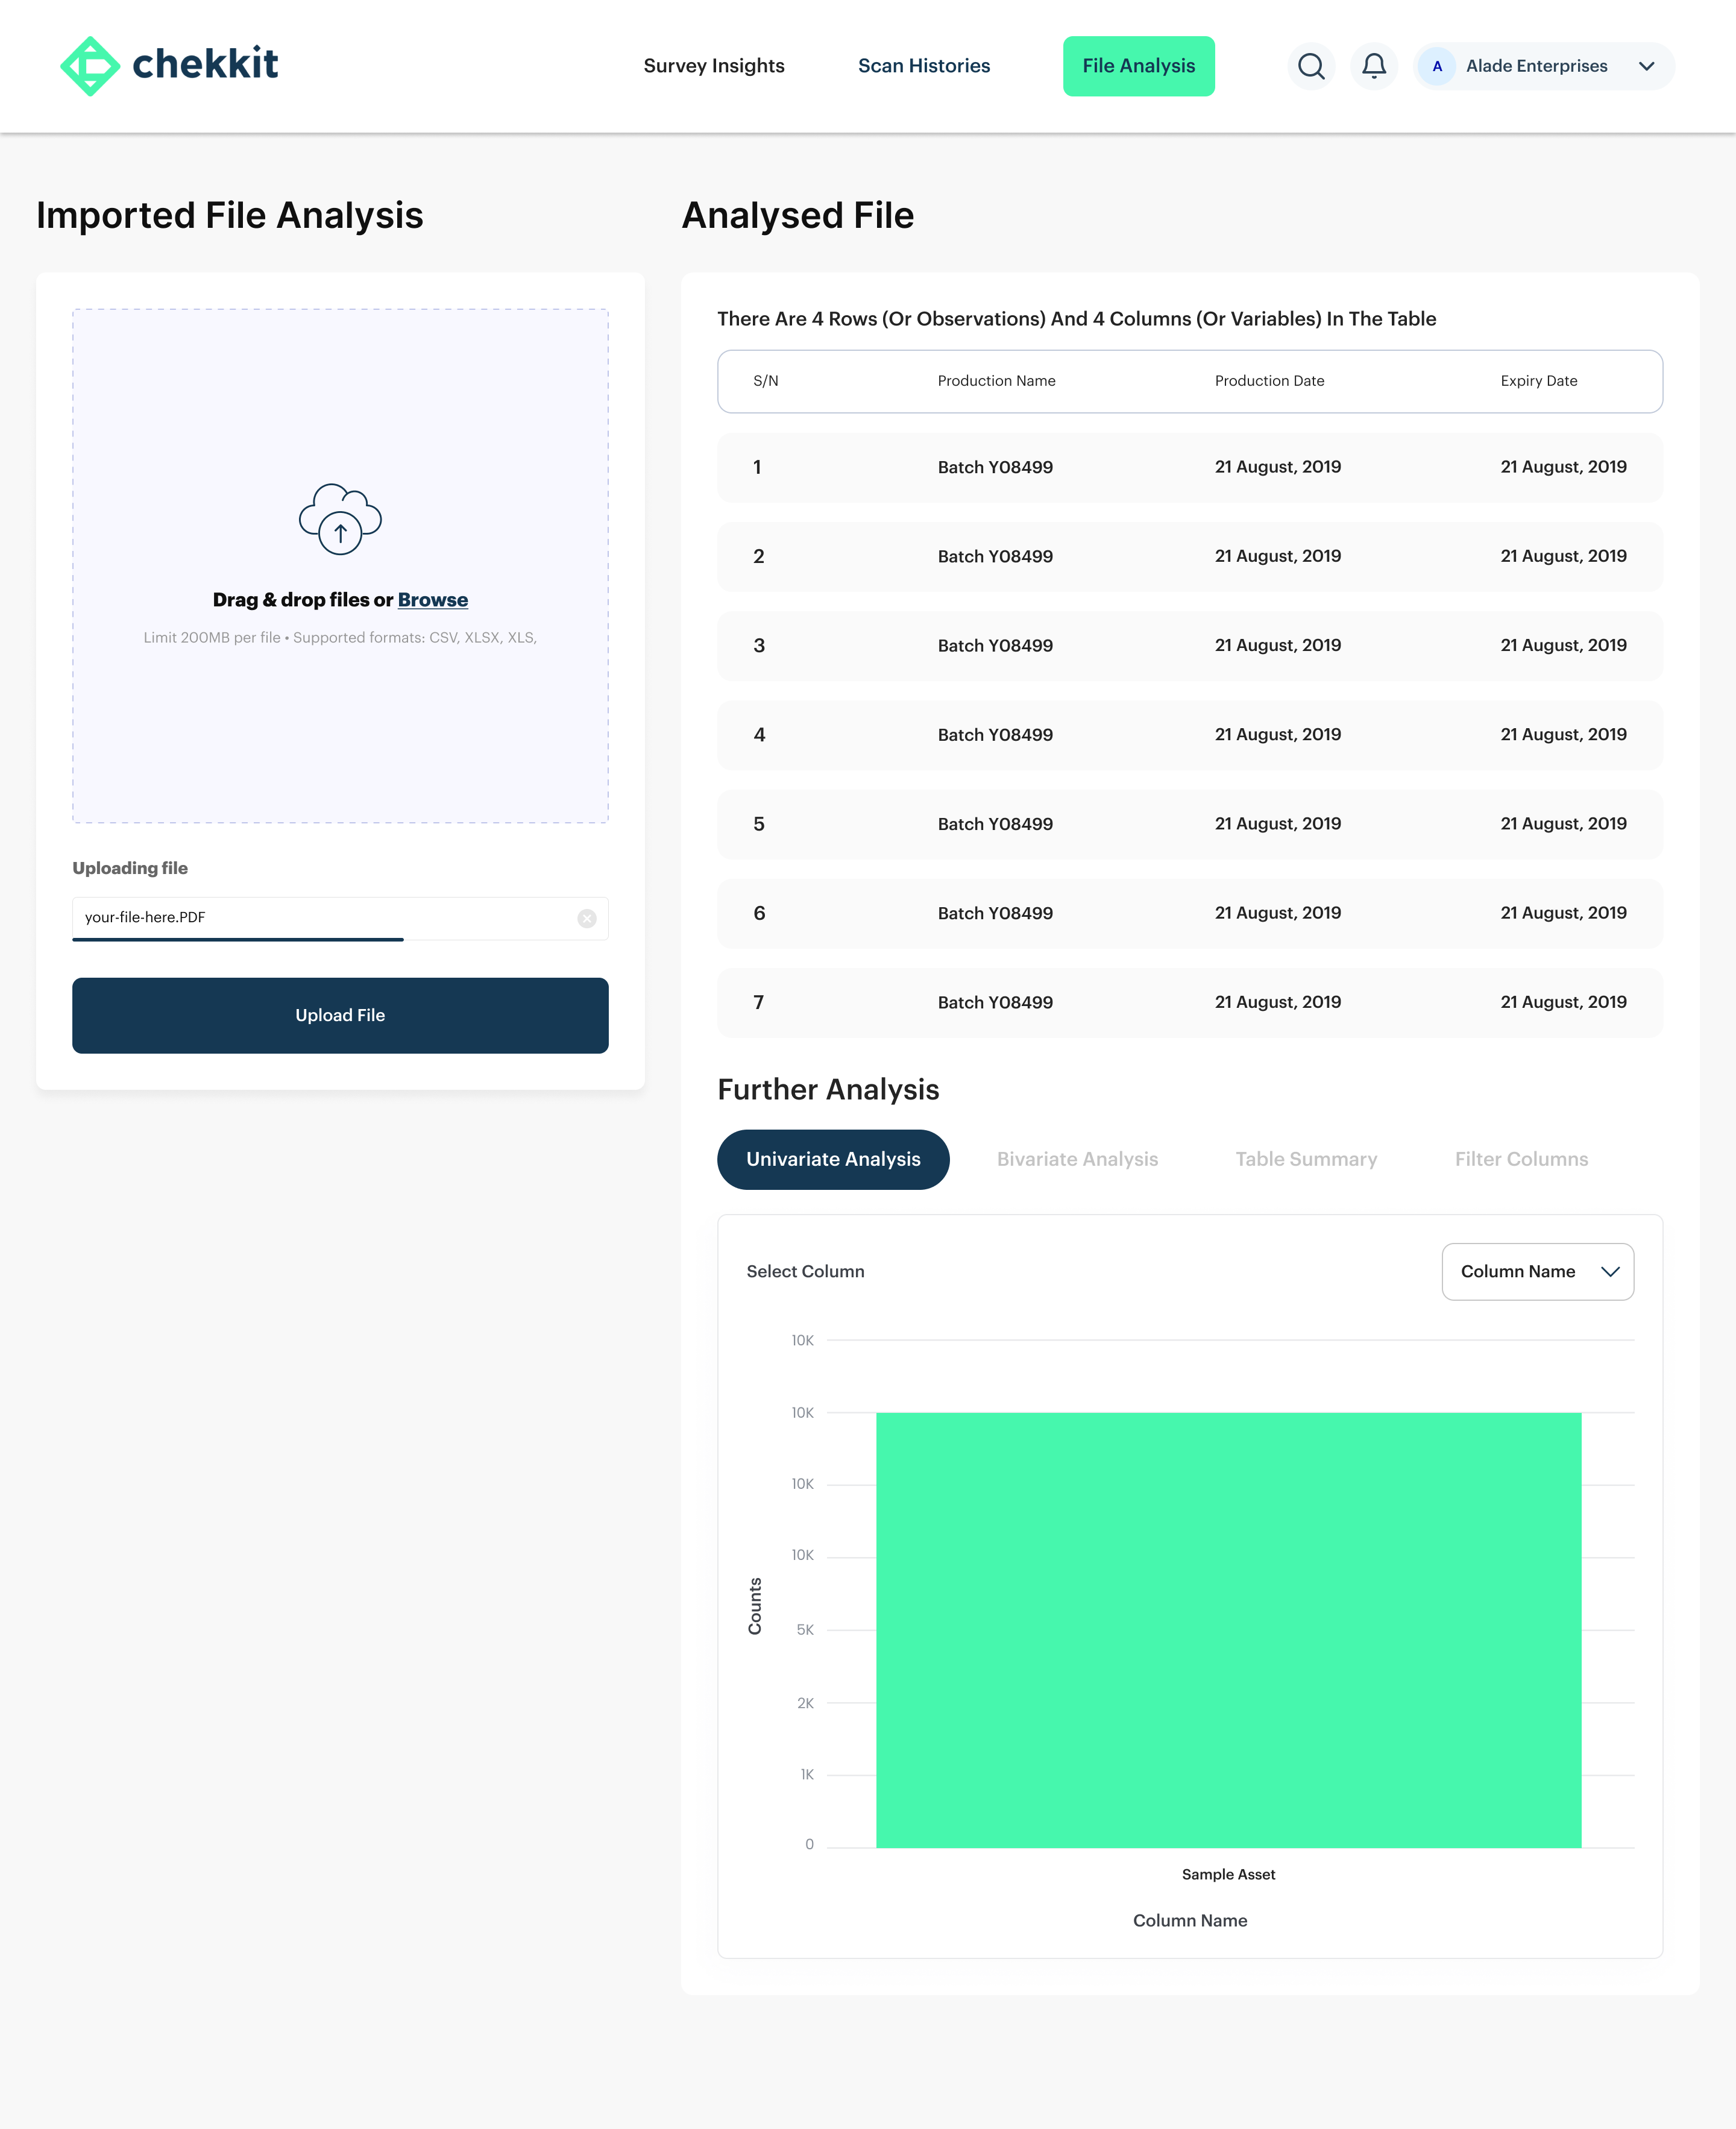 chekkit
Survey Insights
Scan Histories
File Analysis
A
Alade Enterprises
Imported File Analysis
Drag & drop files or Browse
Limit 200MB per file • Supported formats: CSV, XLSX, XLS,
Uploading file
your-file-here.PDF
Upload File
Analysed File
There Are 4 Rows (Or Observations) And 4 Columns (Or Variables) In The Table
S/N Production Name Production Date Expiry Date
1 Batch Y08499 21 August, 2019 21 August, 2019
2 Batch Y08499 21 August, 2019 21 August, 2019
3 Batch Y08499 21 August, 2019 21 August, 2019
4 Batch Y08499 21 August, 2019 21 August, 2019
5 Batch Y08499 21 August, 2019 21 August, 2019
6 Batch Y08499 21 August, 2019 21 August, 2019
7 Batch Y08499 21 August, 2019 21 August, 2019
Further Analysis
Univariate Analysis
Bivariate Analysis
Table Summary
Filter Columns
Select Column
Column Name
10K
10K
10K
10K
5K
2K
1K
0
Counts
Sample Asset
Column Name